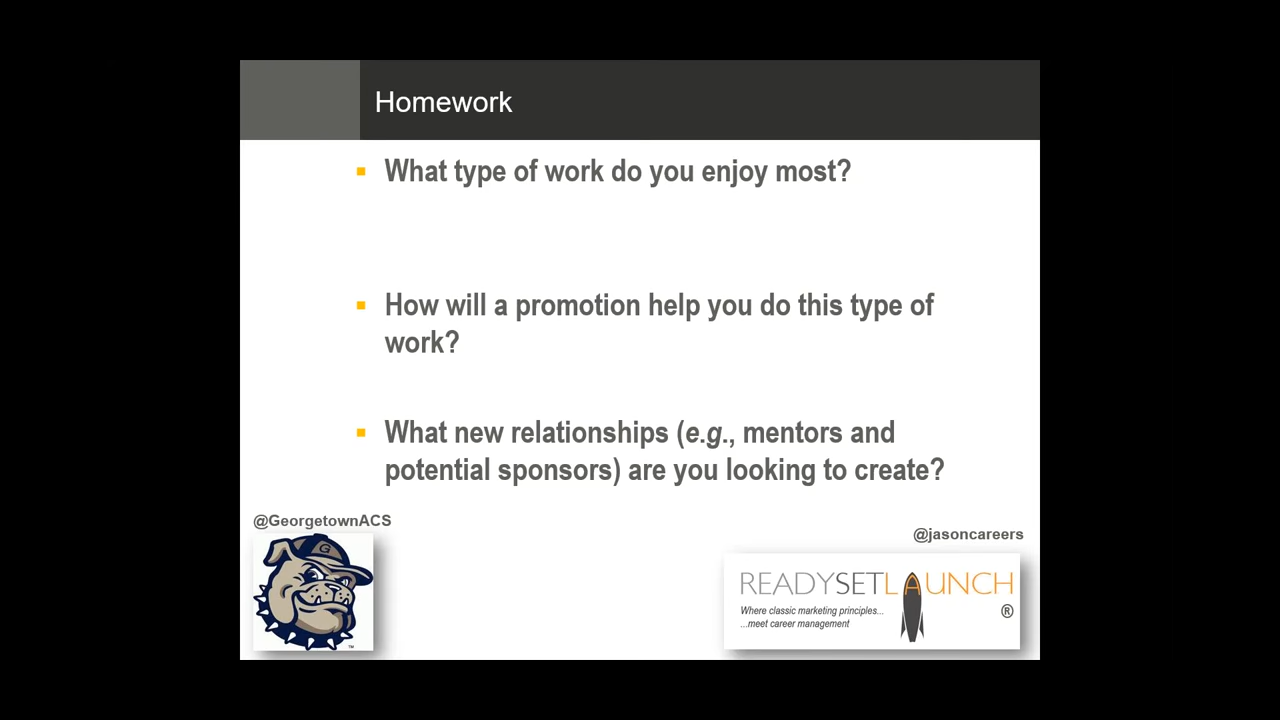 Homework
What type of work do you enjoy most?
How will a promotion help you do this type of
work?
What new relationships (e.g., mentors and
potential sponsors) are you looking to create?
@GeorgetownACS
@jasoncareers
G
READYSETLAUNCH
®
Where classic marketing principles...
...meet career management
TM